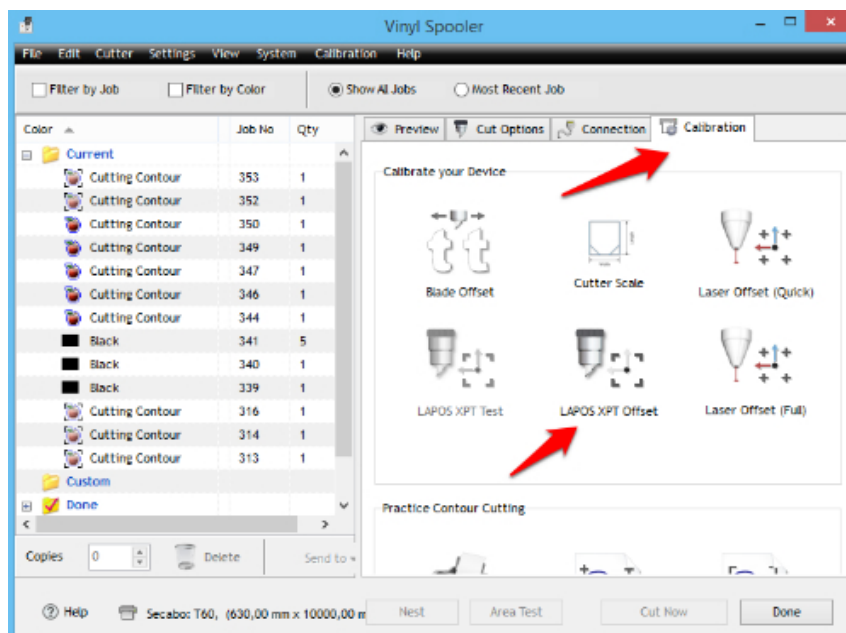 Vinyl Spooler
File Edit Cutter Settings View System Calibration Help
Filter by Job Filter by Color Show All Jobs Most Recent Job
Color Job No Qty
Current
Cutting Contour 353 1
Cutting Contour 352 1
Cutting Contour 350 1
Cutting Contour 349 1
Cutting Contour 347 1
Cutting Contour 346 1
Cutting Contour 344 1
Black 341 5
Black 340 1
Black 339 1
Cutting Contour 316 1
Cutting Contour 314 1
Cutting Contour 313 1
Custom
Done
Copies 0 Delete Send to
Preview Cut Options Connection Calibration
Calibrate your Device
Blade Offset Cutter Scale Laser Offset (Quick)
LAPOS XPT Test LAPOS XPT Offset Laser Offset (Full)
Practice Contour Cutting
Help Secabo: T60, (630,00 mm x 10000,00 m Nest Area Test Cut Now Done